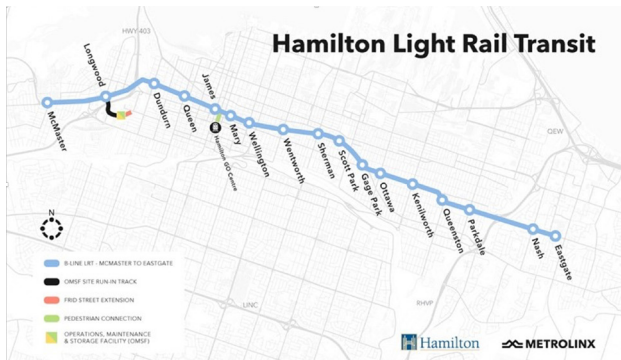 Hamilton Light Rail Transit
HWY 403
QEW
McMaster
Longwood
Dundurn
Queen
James
Hamilton GO Centre
Mary
Wellington
Wentworth
Sherman
Scott Park
Gage Park
Ottawa
Kenilworth
Queenston
Parkdale
Nash
Eastgate
N
B-LINE LRT - MCMASTER TO EASTGATE
OMSF SITE RUN-IN TRACK
FRID STREET EXTENSION
PEDESTRIAN CONNECTION
OPERATIONS, MAINTENANCE
& STORAGE FACILITY (OMSF)
UNC
RHVP
Hamilton
METROLINX